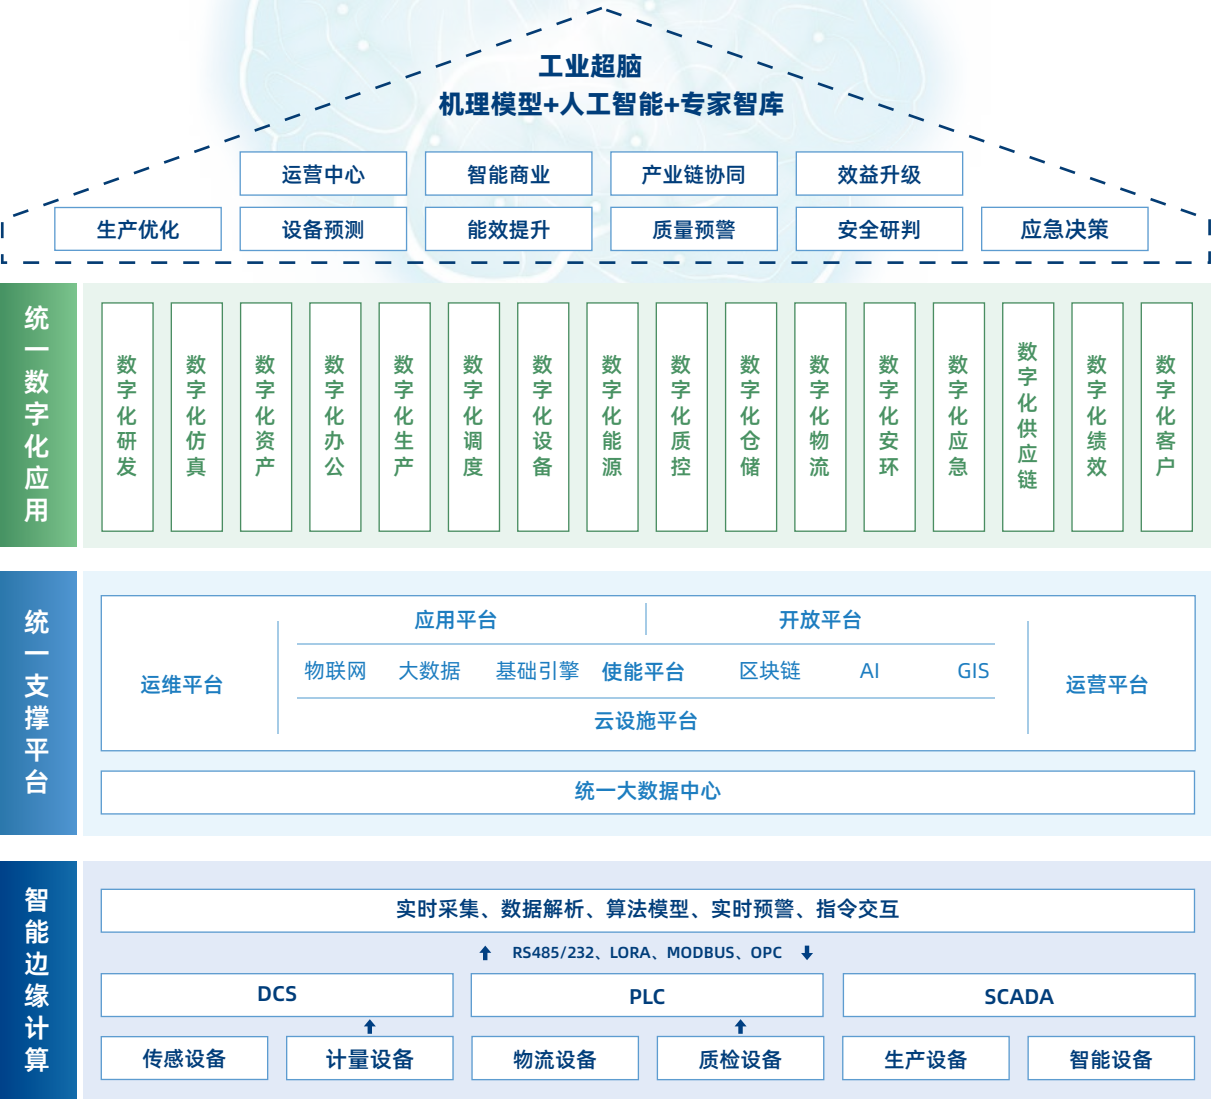 工业超脑
机理模型+人工智能+专家智库
运营中心
智能商业
产业链协同
效益升级
生产优化
设备预测
能效提升
质量预警
安全研判
应急决策
统一数字化应用
数字化研发
数字化仿真
数字化资产
数字化办公
数字化生产
数字化调度
数字化设备
数字化能源
数字化质控
数字化仓储
数字化物流
数字化安环
数字化应急
数字化供应链
数字化绩效
数字化客户
统一支撑平台
运维平台
应用平台
开放平台
物联网
大数据
基础引擎
使能平台
区块链
AI
GIS
云设施平台
运营平台
统一大数据中心
智能边缘计算
实时采集、数据解析、算法模型、实时预警、指令交互
RS485/232、LORA、MODBUS、OPC
DCS
PLC
SCADA
传感设备
计量设备
物流设备
质检设备
生产设备
智能设备